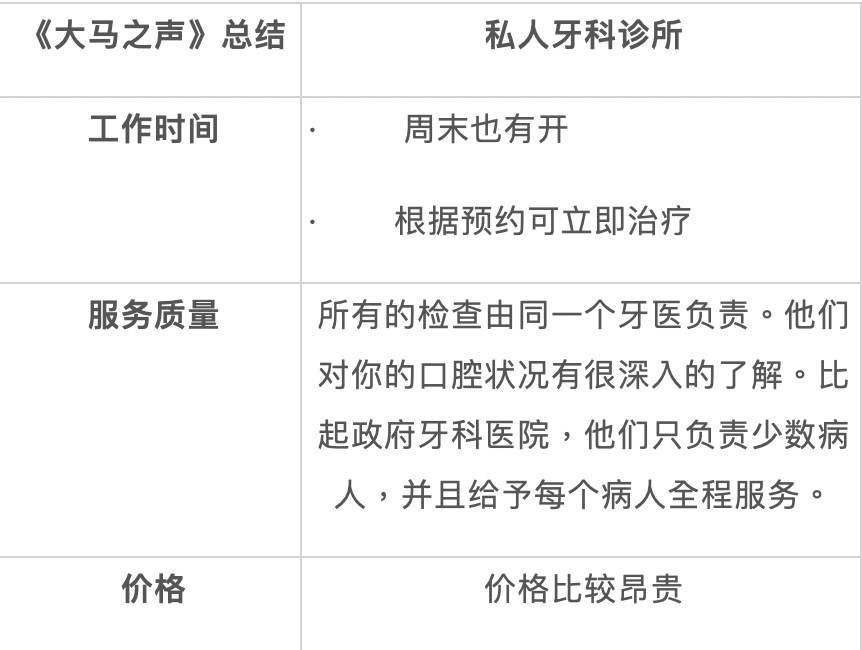 《大马之声》总结
私人牙科诊所
工作时间
· 周末也有开
· 根据预约可立即治疗
服务质量
所有的检查由同一个牙医负责。他们
对你的口腔状况有很深入的了解。比
起政府牙科医院，他们只负责少数病
人，并且给予每个病人全程服务。
价格
价格比较昂贵